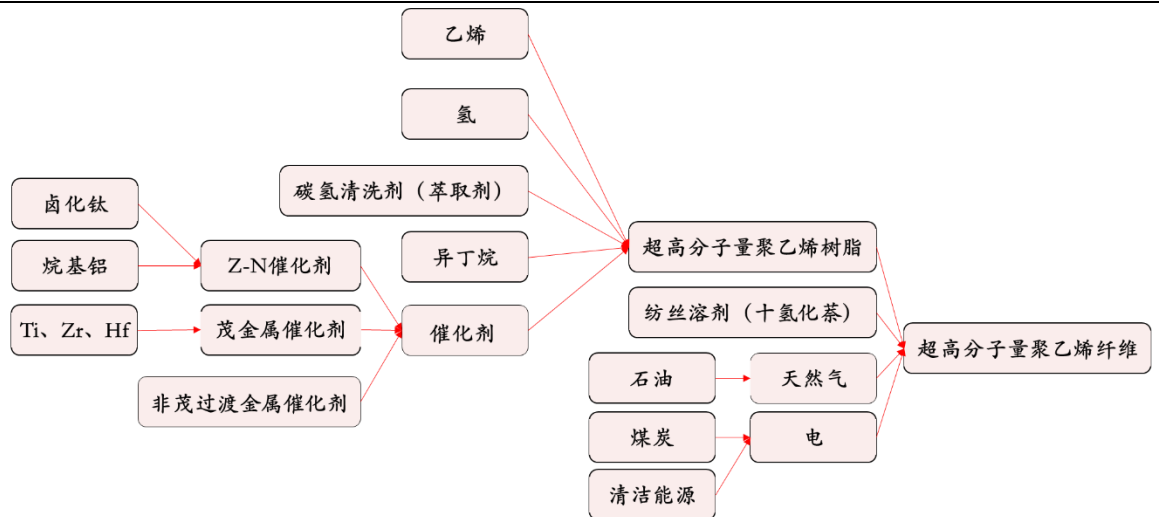 乙烯
氢
碳氢清洗剂（萃取剂）
卤化钛
异丁烷
超高分子量聚乙烯树脂
烷基铝
Z-N催化剂
纺丝溶剂（十氢化萘）
Ti、Zr、Hf
茂金属催化剂
催化剂
超高分子量聚乙烯纤维
石油
天然气
非茂过渡金属催化剂
煤炭
电
清洁能源